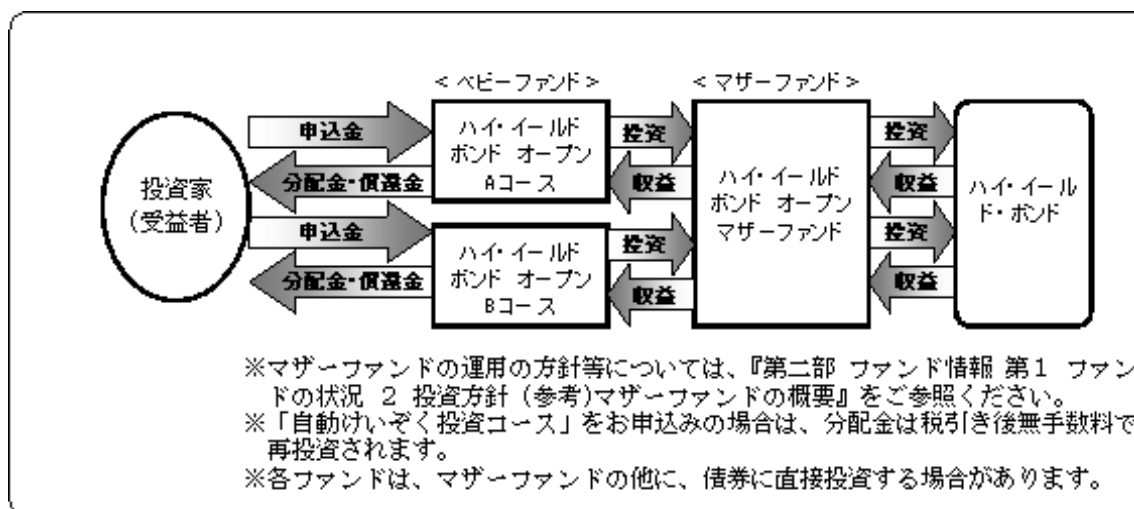 ＜ベビーファンド＞
＜マザーファンド＞
投資家
（受益者）
申込金
分配金・償還金
申込金
分配金・償還金
ハイ・イールド
ボンド オープン
Aコース
ハイ・イールド
ボンド オープン
Bコース
投資
収益
投資
収益
ハイ・イールド
ボンド オープン
マザーファンド
投資
収益
投資
収益
ハイ・イール
ド・ボンド
※マザーファンドの運用の方針等については、『第二部 ファンド情報 第１ ファン
ドの状況 ２ 投資方針（参考）マザーファンドの概要』をご参照ください。
※「自動けいぞく投資コース」をお申込みの場合は、分配金は税引き後無手数料で
再投資されます。
※各ファンドは、マザーファンドの他に、債券に直接投資する場合があります。